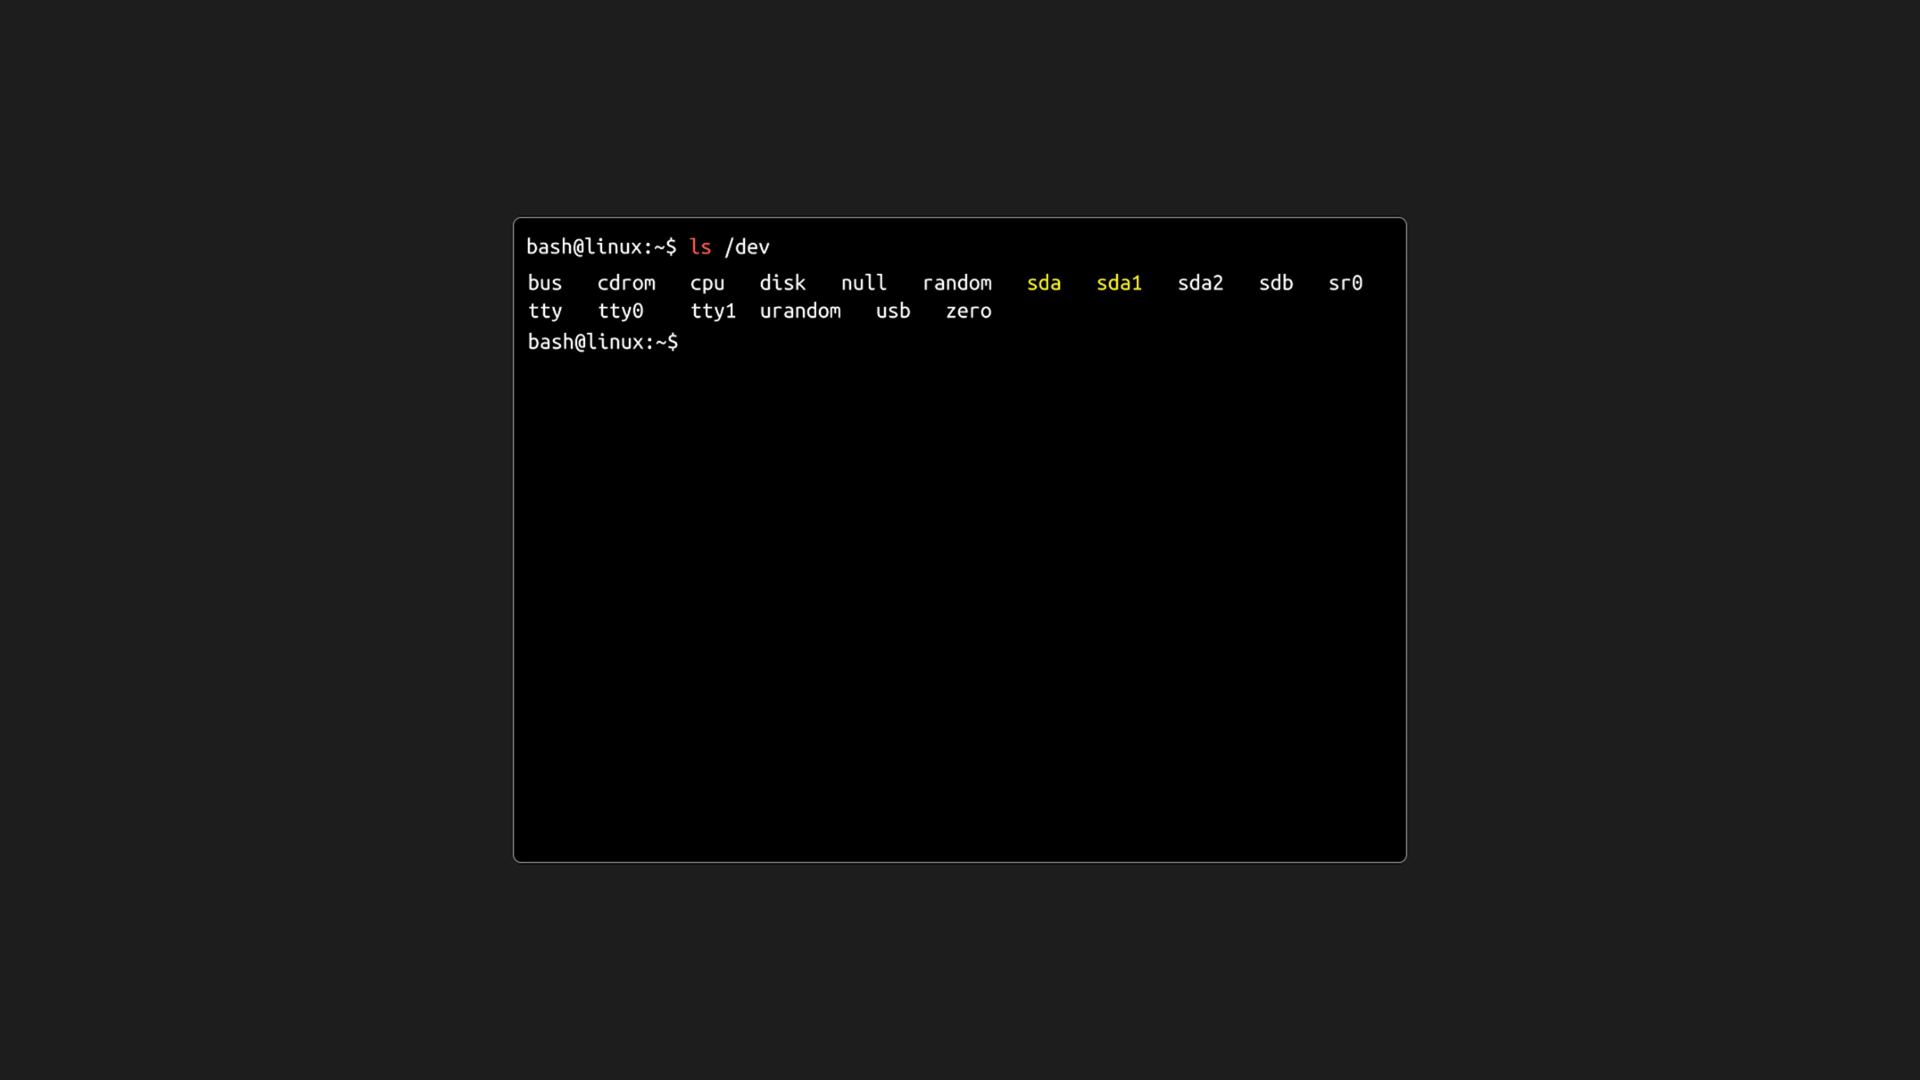 bash@linux:~$ ls /dev
bus   cdrom   cpu   disk   null   random   sda   sda1   sda2   sdb   sr0
tty   tty0    tty1  urandom   usb   zero
bash@linux:~$